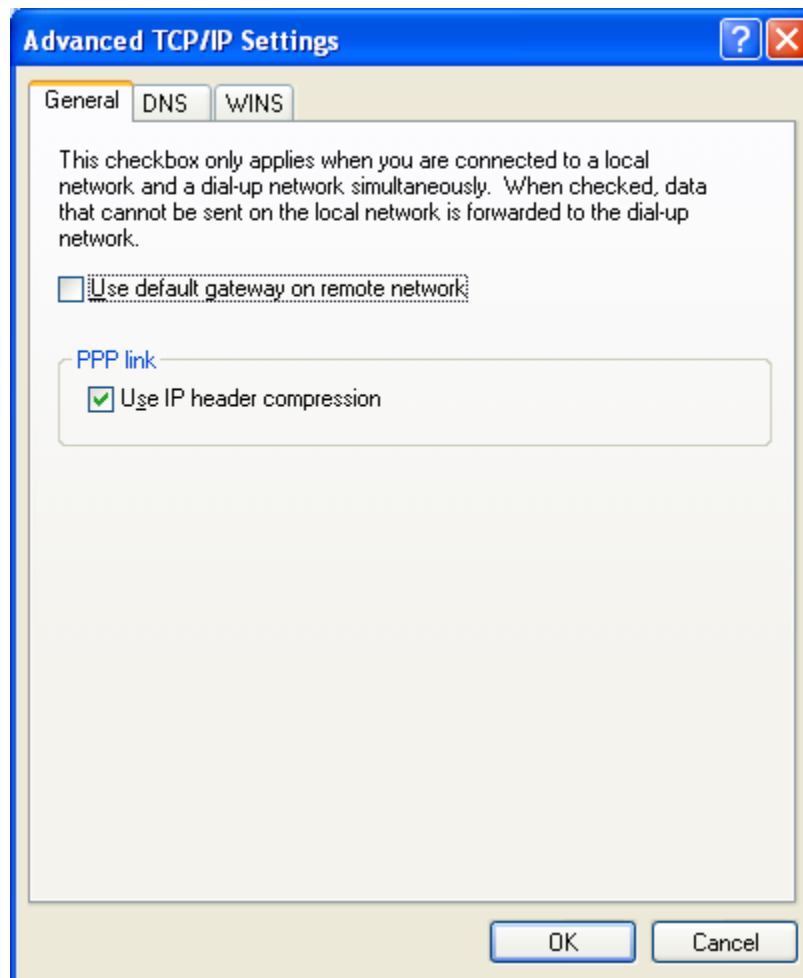 Advanced TCP/IP Settings
General DNS WINS
This checkbox only applies when you are connected to a local
network and a dial-up network simultaneously. When checked, data
that cannot be sent on the local network is forwarded to the dial-up
network.
Use default gateway on remote network
PPP link
Use IP header compression
OK Cancel